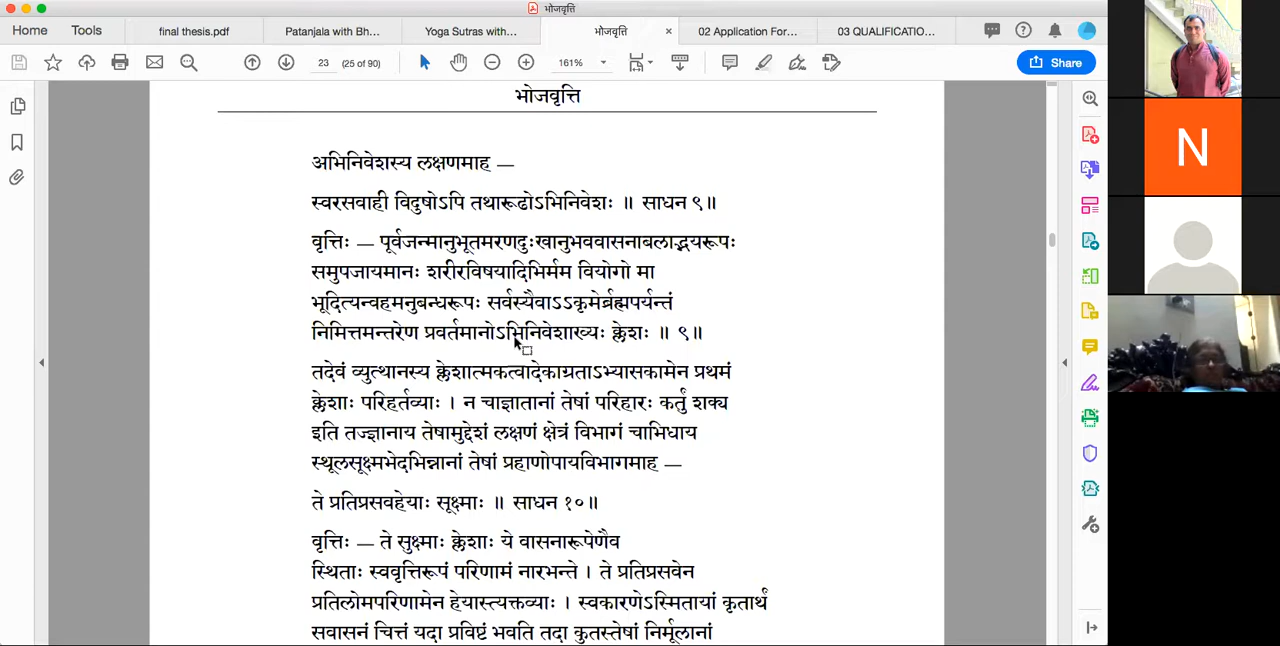 भोजवृत्ति
Home
Tools
final thesis.pdf
Patanjala with Bh...
Yoga Sutras with...
भोजवृत्ति
×
02 Application For...
03 QUALIFICATIO...
23
(25 of 90)
161%
Share
भोजवृत्ति
अभिनिवेशस्य लक्षणमाह —
स्वरसवाही विदुषोऽपि तथारूढोऽभिनिवेशः ॥ साधन ९॥
वृत्तिः — पूर्वजन्मानुभूतमरणदुःखानुभववासनाबलाद्भयरूपः
समुपजायमानः शरीरविषयादिभिर्मम वियोगो मा
भूदित्यन्वहमनुबन्धरूपः सर्वस्यैवाऽऽकृमेर्ब्रह्मपर्यन्तं
निमित्तमन्तरेण प्रवर्तमानोऽभिनिवेशाख्यः क्लेशः ॥ ९॥
तदेवं व्युत्थानस्य क्लेशात्मकत्वादेकाग्रताऽभ्यासकामेन प्रथमं
क्लेशाः परिहर्तव्याः । न चाज्ञातानां तेषां परिहारः कर्तुं शक्य
इति तज्ज्ञानाय तेषामुद्देशं लक्षणं क्षेत्रं विभागं चाभिधाय
स्थूलसूक्ष्मभेदभिन्नानां तेषां प्रहाणोपायविभागमाह —
ते प्रतिप्रसवहेयाः सूक्ष्माः ॥ साधन १०॥
वृत्तिः — ते सुक्ष्माः क्लेशाः ये वासनारूपेणैव
स्थिताः स्ववृत्तिरूपं परिणामं नारभन्ते । ते प्रतिप्रसवेन
प्रतिलोमपरिणामेन हेयास्त्यक्तव्याः । स्वकारणेऽस्मितायां कृतार्थं
सवासनं चित्तं यदा प्रविष्टं भवति तदा कुतस्तेषां निर्मूलानां
N